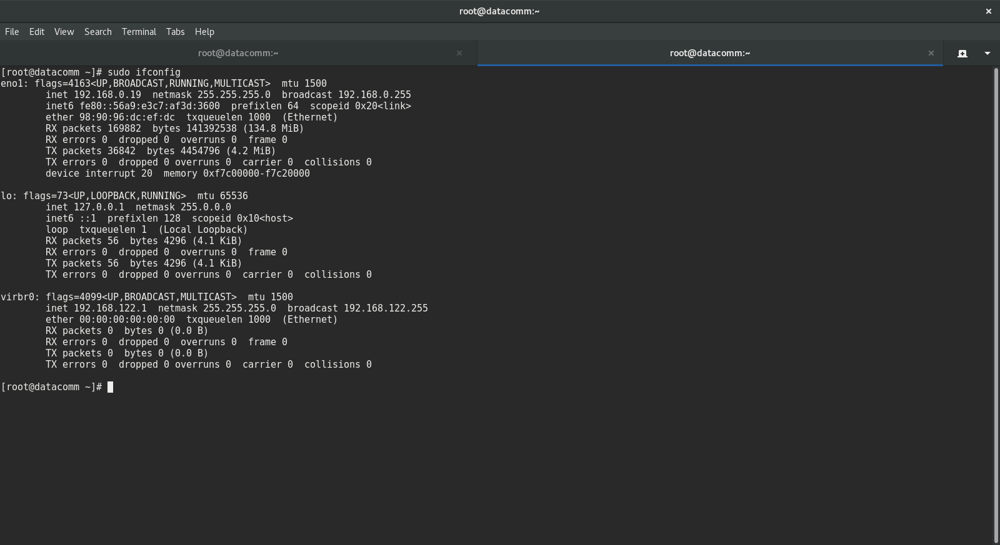 root@datacomm:~
File Edit View Search Terminal Tabs Help
root@datacomm:~ root@datacomm:~
[root@datacomm ~]# sudo ifconfig
eno1: flags=4163<UP,BROADCAST,RUNNING,MULTICAST>  mtu 1500
        inet 192.168.0.19  netmask 255.255.255.0  broadcast 192.168.0.255
        inet6 fe80::56a9:e3c7:af3d:3600  prefixlen 64  scopeid 0x20<link>
        ether 98:90:96:dc:ef:dc  txqueuelen 1000  (Ethernet)
        RX packets 169882  bytes 141392538 (134.8 MiB)
        RX errors 0  dropped 0  overruns 0  frame 0
        TX packets 36842  bytes 4454796 (4.2 MiB)
        TX errors 0  dropped 0 overruns 0  carrier 0  collisions 0
        device interrupt 20  memory 0xf7c00000-f7c20000

lo: flags=73<UP,LOOPBACK,RUNNING>  mtu 65536
        inet 127.0.0.1  netmask 255.0.0.0
        inet6 ::1  prefixlen 128  scopeid 0x10<host>
        loop  txqueuelen 1  (Local Loopback)
        RX packets 56  bytes 4296 (4.1 KiB)
        RX errors 0  dropped 0  overruns 0  frame 0
        TX packets 56  bytes 4296 (4.1 KiB)
        TX errors 0  dropped 0 overruns 0  carrier 0  collisions 0

virbr0: flags=4099<UP,BROADCAST,MULTICAST>  mtu 1500
        inet 192.168.122.1  netmask 255.255.255.0  broadcast 192.168.122.255
        ether 00:00:00:00:00:00  txqueuelen 1000  (Ethernet)
        RX packets 0  bytes 0 (0.0 B)
        RX errors 0  dropped 0  overruns 0  frame 0
        TX packets 0  bytes 0 (0.0 B)
        TX errors 0  dropped 0 overruns 0  carrier 0  collisions 0

[root@datacomm ~]#